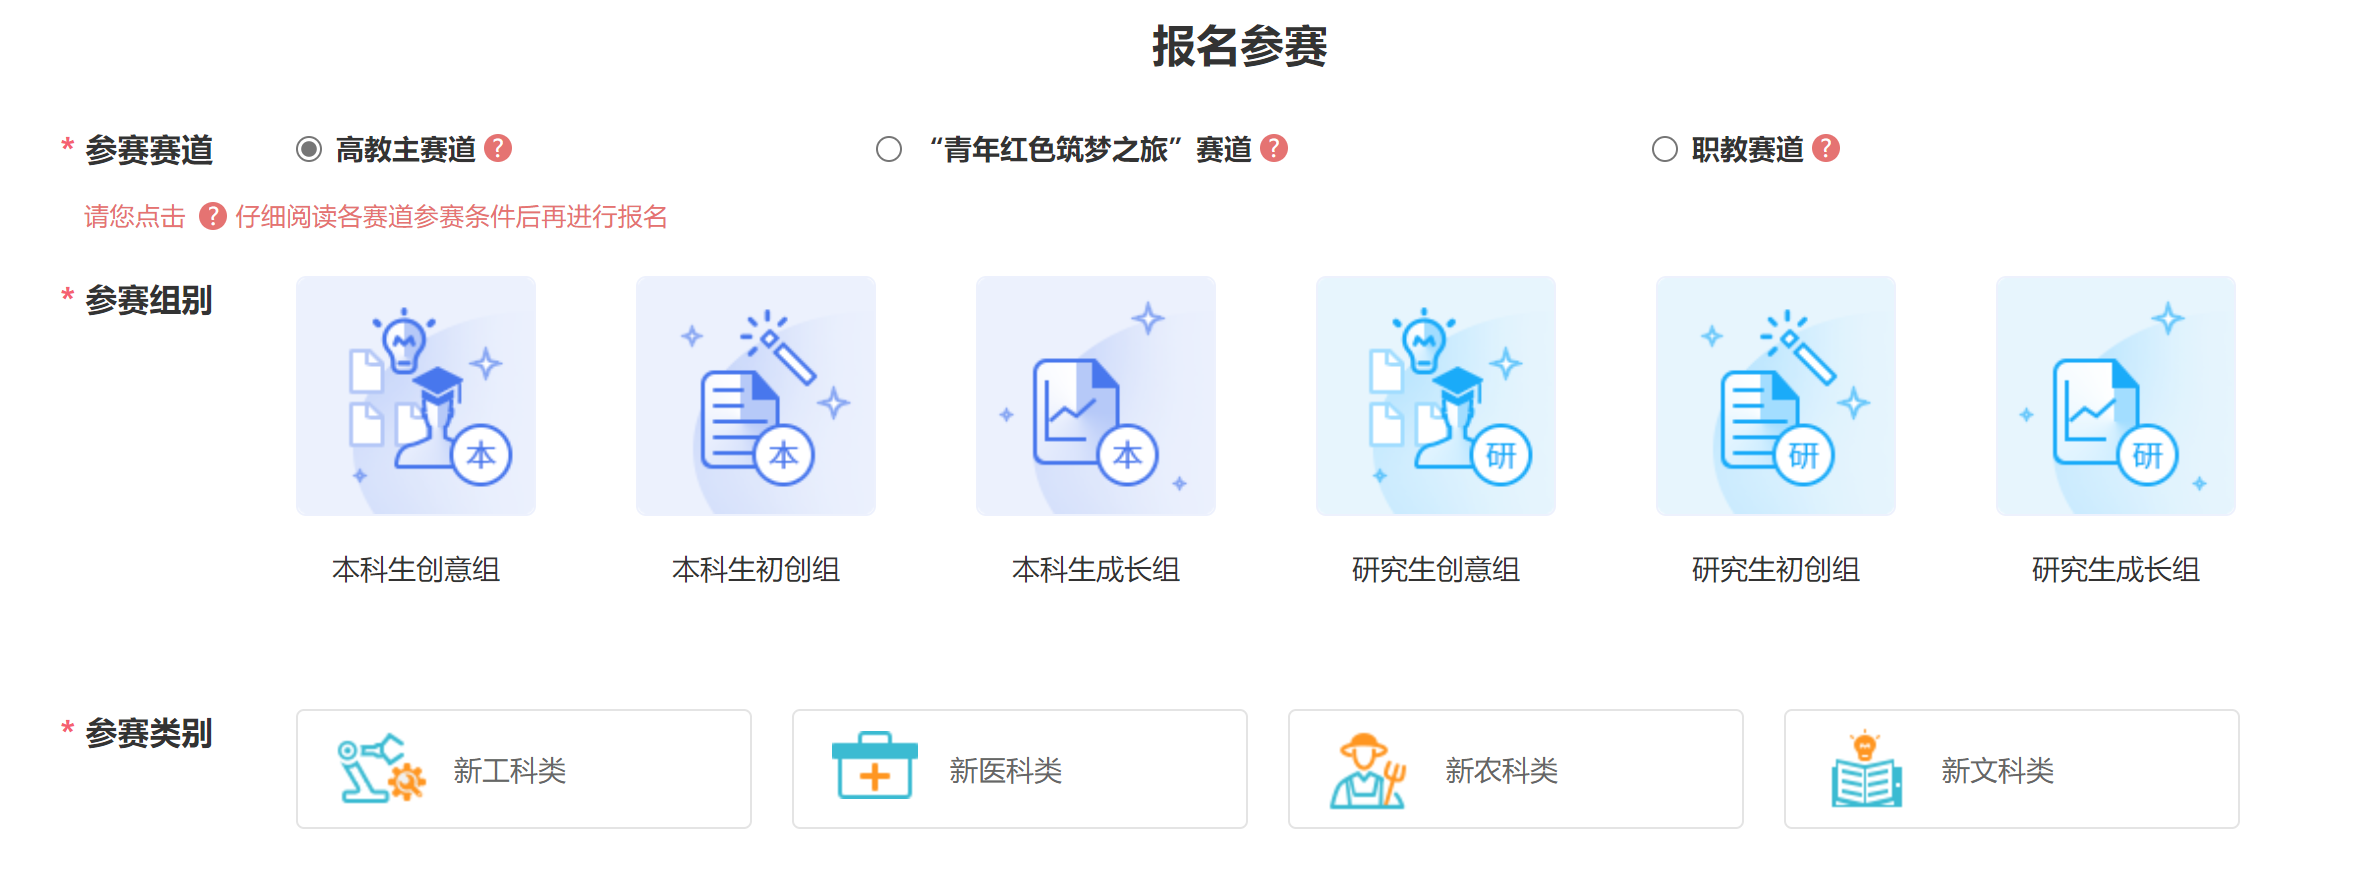 报名参赛
* 参赛赛道 高教主赛道 ? “青年红色筑梦之旅”赛道 ? 职教赛道 ?
请您点击 ? 仔细阅读各赛道参赛条件后再进行报名
* 参赛组别
本 本 本 研 研 研
本科生创意组 本科生初创组 本科生成长组 研究生创意组 研究生初创组 研究生成长组
* 参赛类别 新工科类 新医科类 新农科类 新文科类